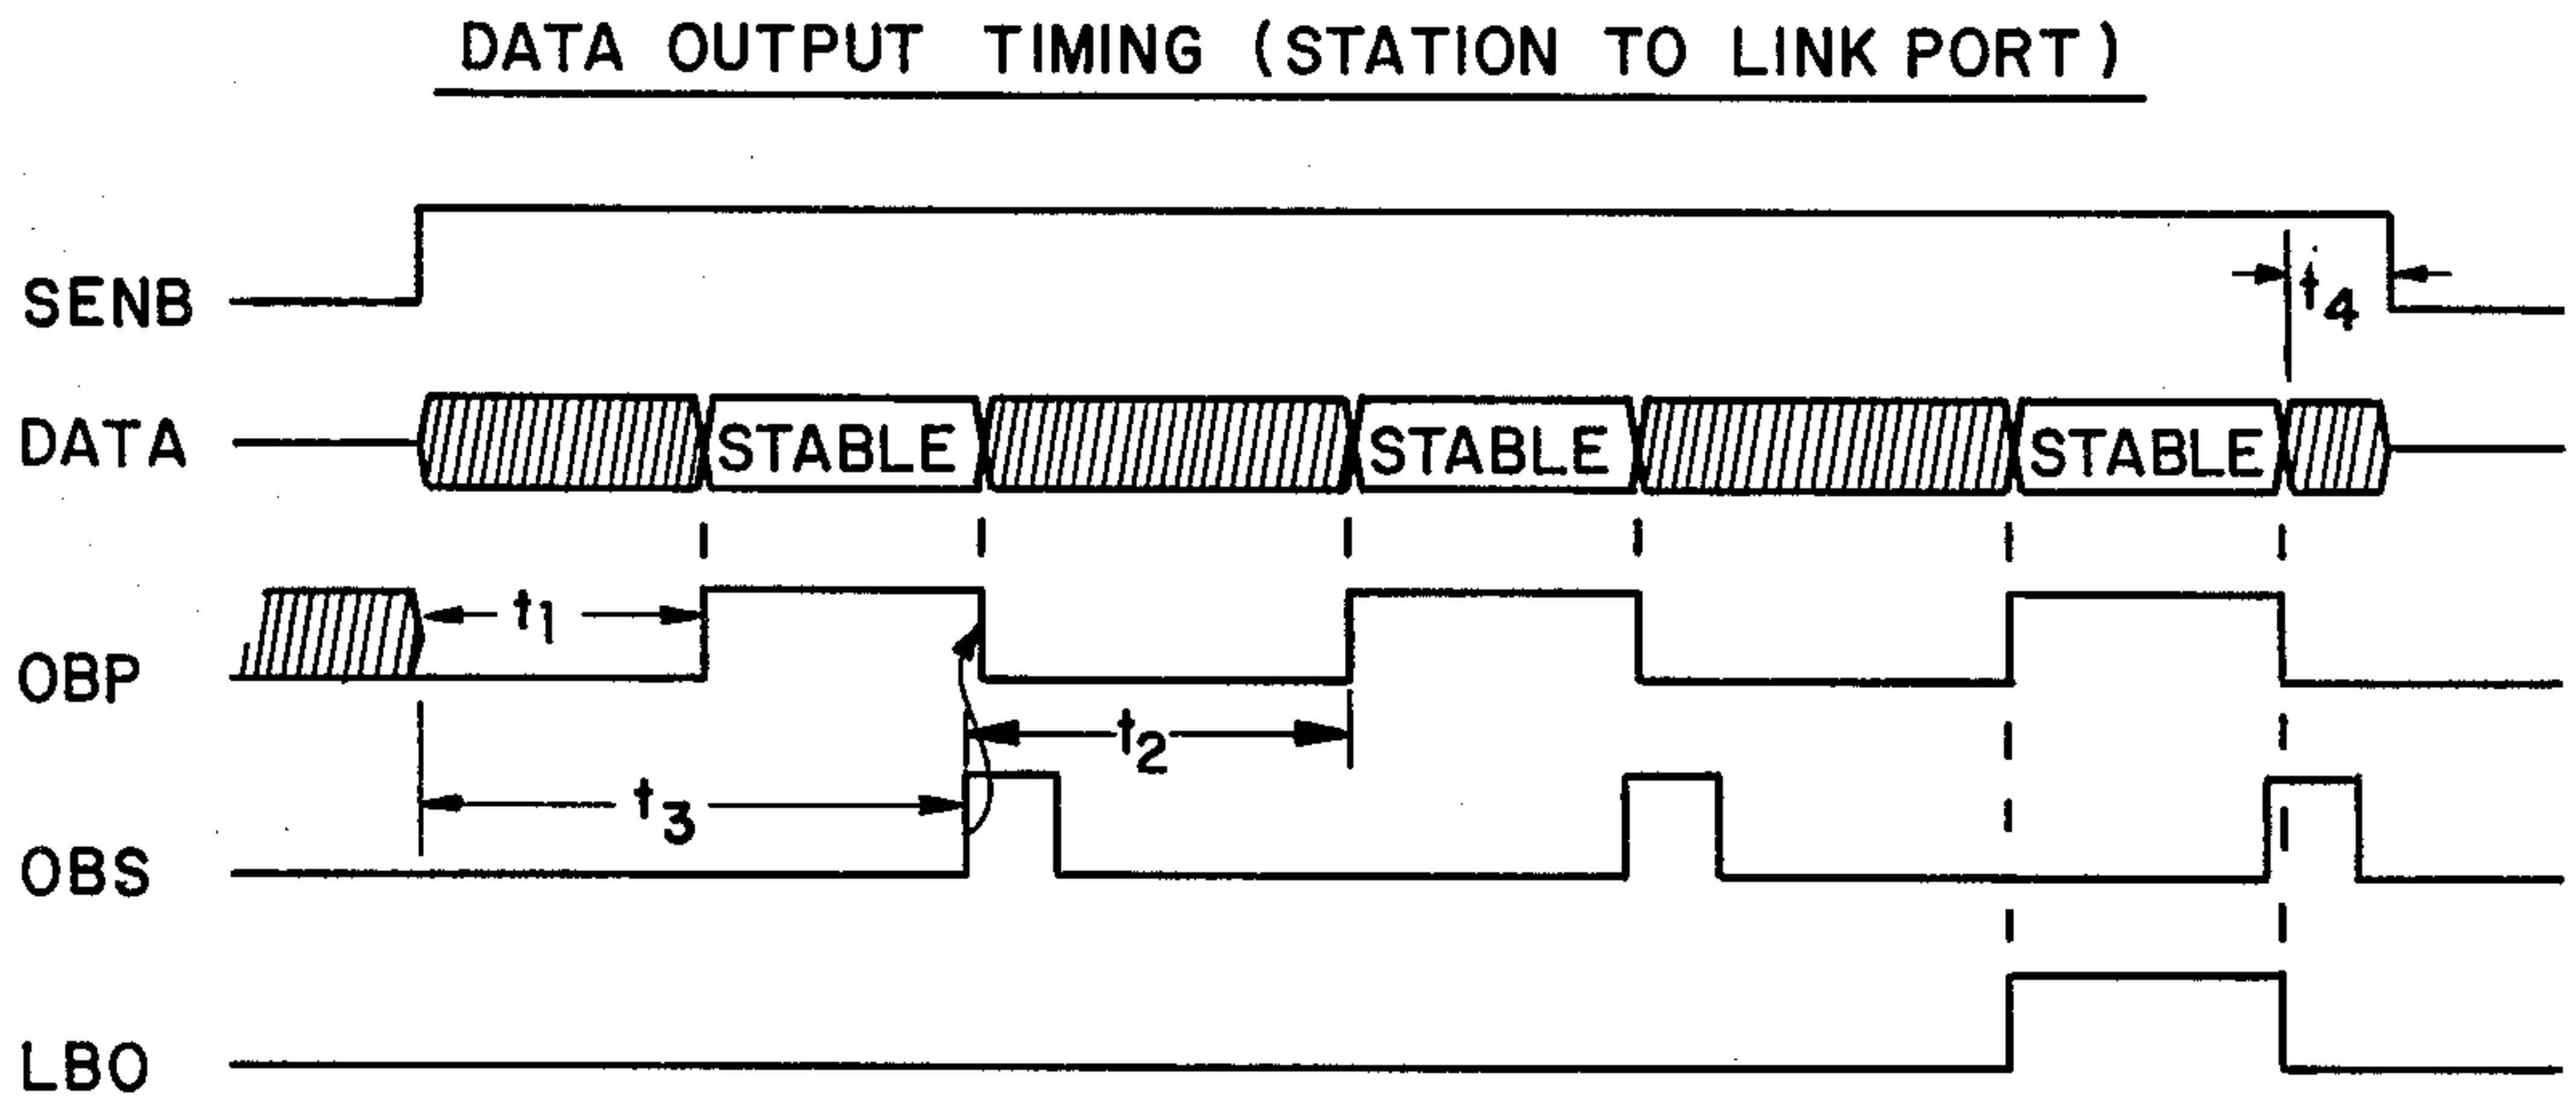 DATA OUTPUT TIMING (STATION TO LINK PORT)
SENB
t4
DATA STABLE STABLE STABLE
t1
OBP
t2
t3
OBS
LBO